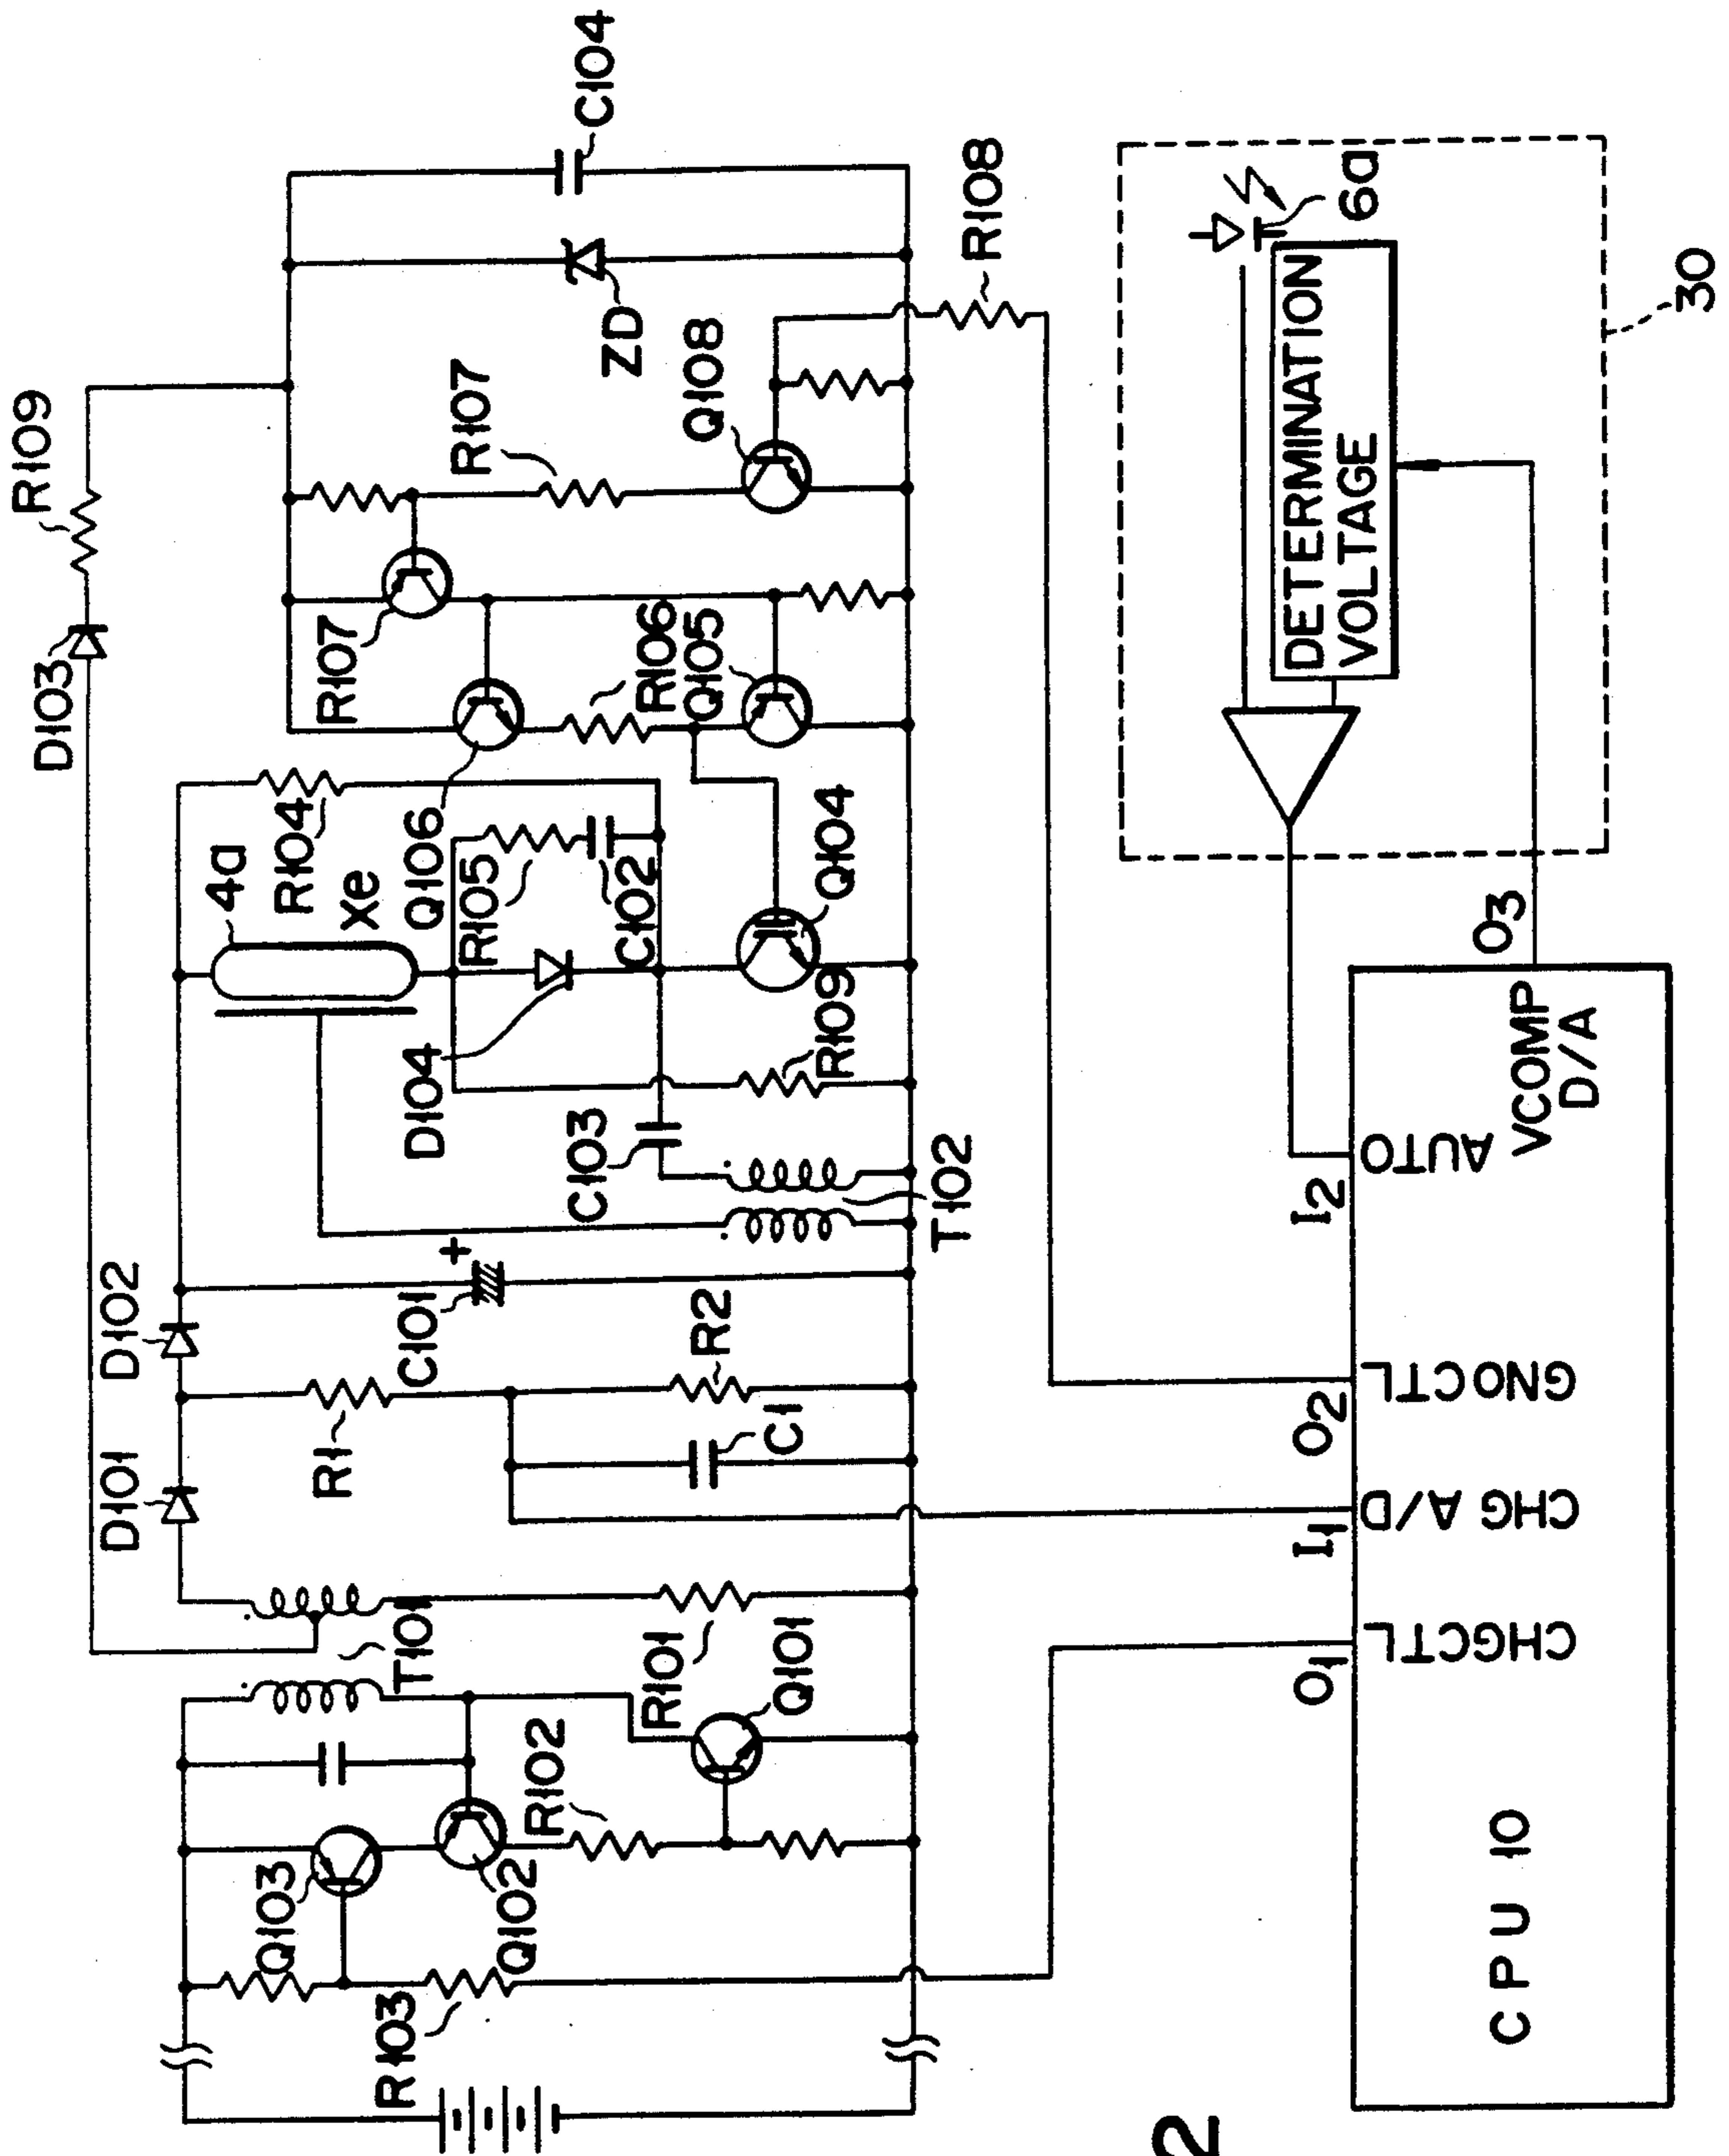 R109
D103
D101
D102
4a
Xe
R104
R107
R107
C104
ZD
R108
Q108
R106
Q105
Q106
R105
C102
D104
Q104
R109
C103
T102
C101
+
R1
R2
C1
T101
R101
Q101
R102
Q102
Q103
R103
6a
DETERMINATION
VOLTAGE
30
O1
CHGCTL
I1
CHG A/D
O2
GNOCTL
I2
AUTO
O3
VCOMP
D/A
CPU 10
2